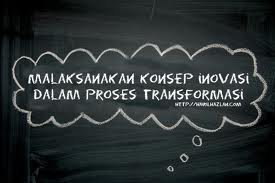 MALAKSANAKAN KONSEP INOVASI
DALAM PROSES TRANSFORMASI